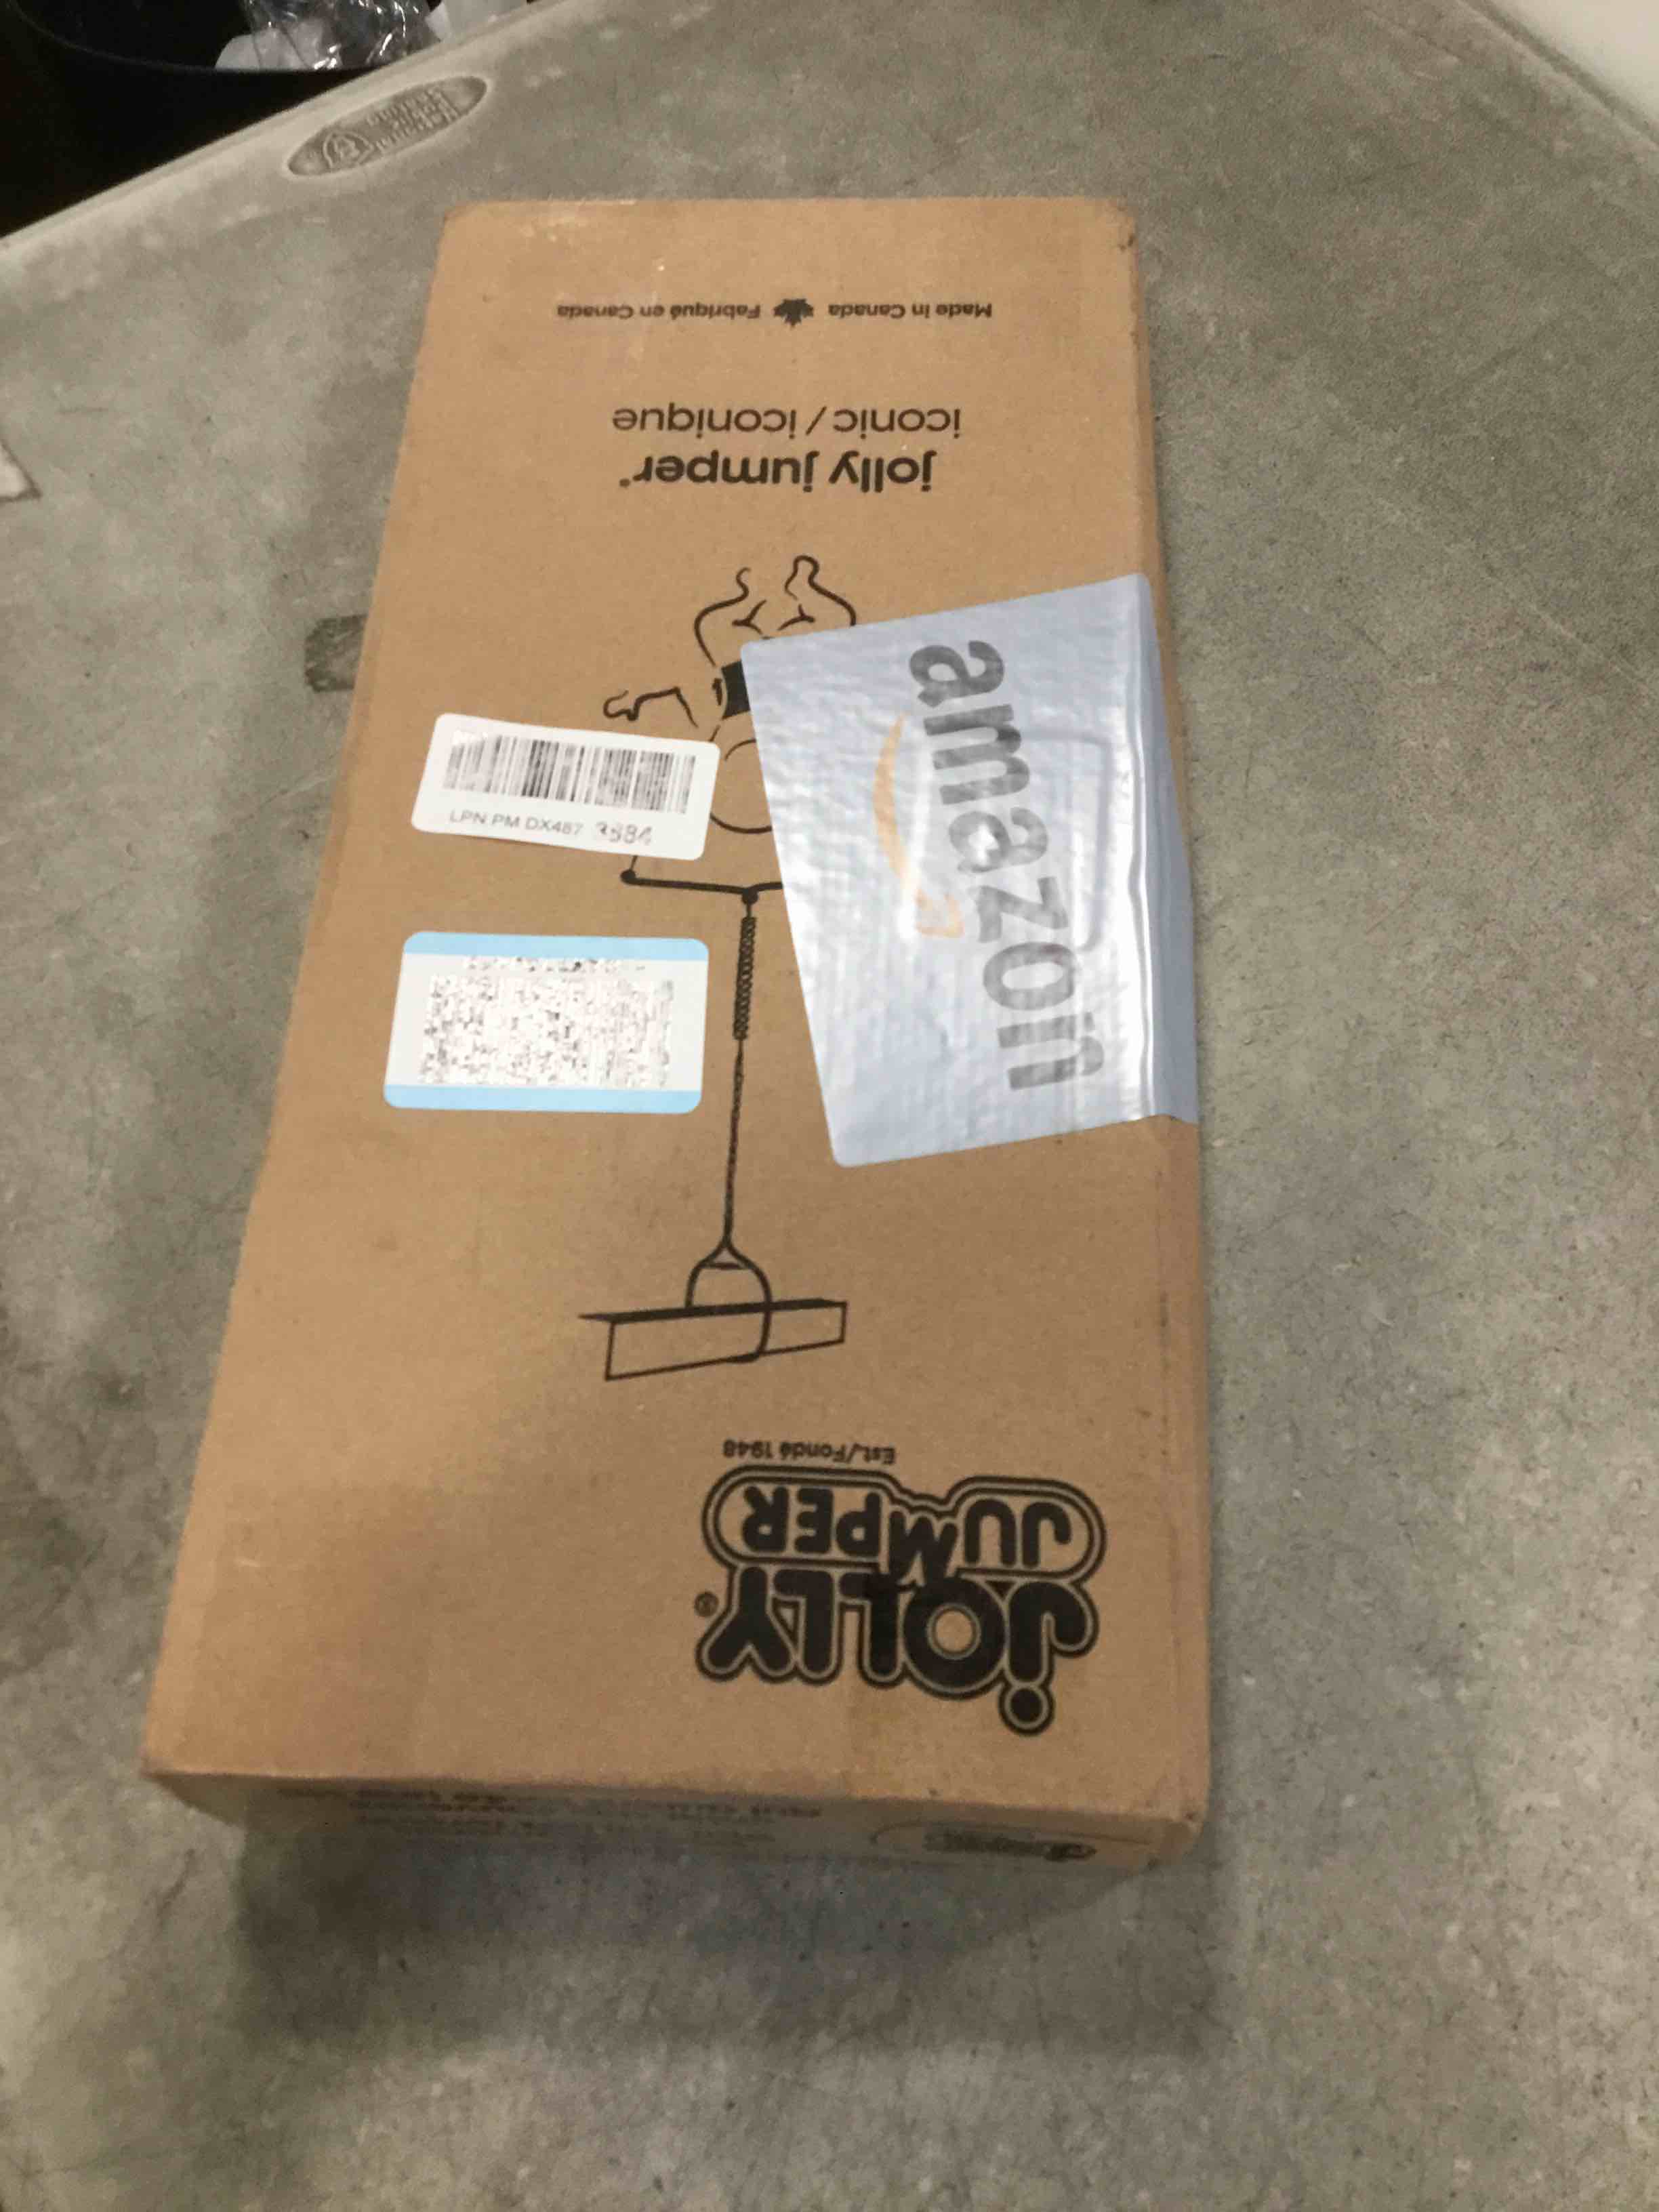 JOLLY®
JUMPER
Est./Fondé 1948
amazon
LPN PM DX487
jolly jumper®
iconic / iconique
Made in Canada Fabriqué en Canada